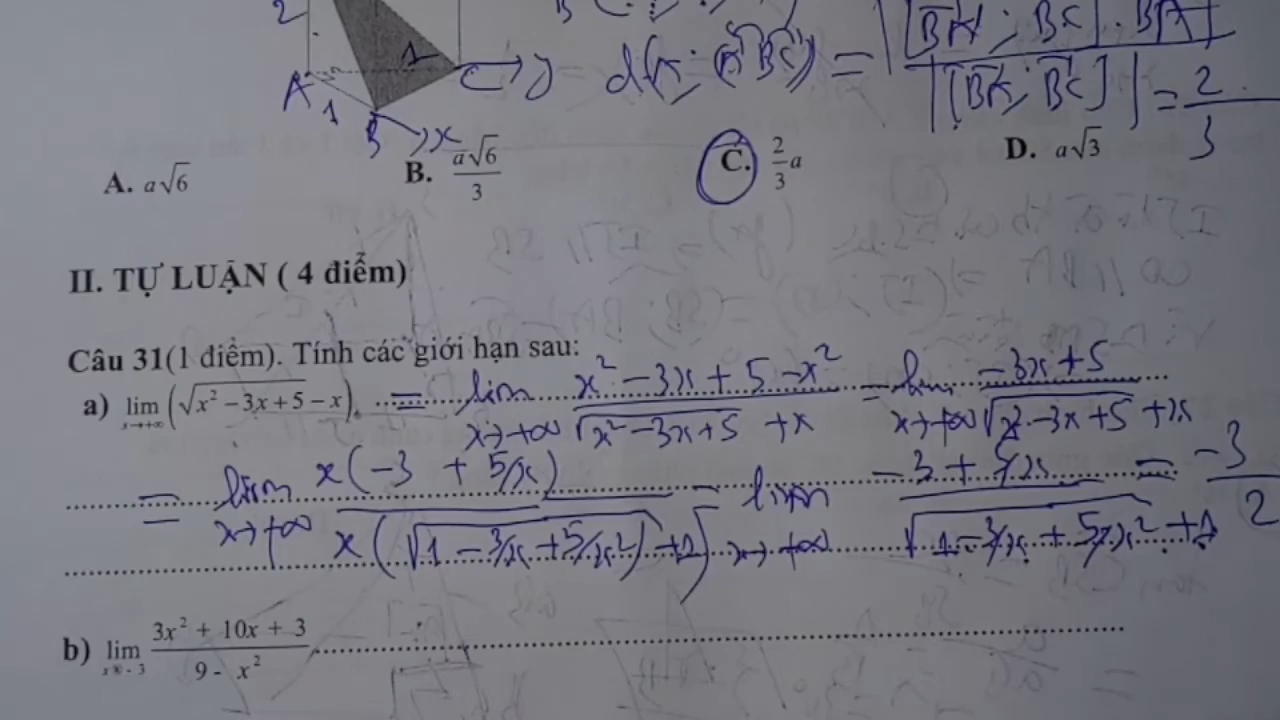 2
A
1
1
B
C
y
x
d(A; (A'BC)) = |[BA'; BC] . BA| / |[BA'; BC]| = 2/3
A. a√6
B. a√6/3
C. 2/3 a
D. a√3
II. TỰ LUẬN ( 4 điểm)
Câu 31(1 điểm). Tính các giới hạn sau:
a) lim x→+∞ (√(x² −3x+5) − x). = lim x→+∞ (x² −3x + 5 −x²)/(√(x²−3x+5) +x) = lim x→+∞ (−3x+5)/(√(x²−3x+5) +x)
= lim x→+∞ x(−3 + 5/x)/(x(√(1 − 3/x + 5/x²) +1)) = lim x→+∞ (−3 + 5/x)/(√(1−3/x + 5/x²) +1) = −3/2
b) lim x® - 3 (3x² + 10x + 3)/(9 - x²)